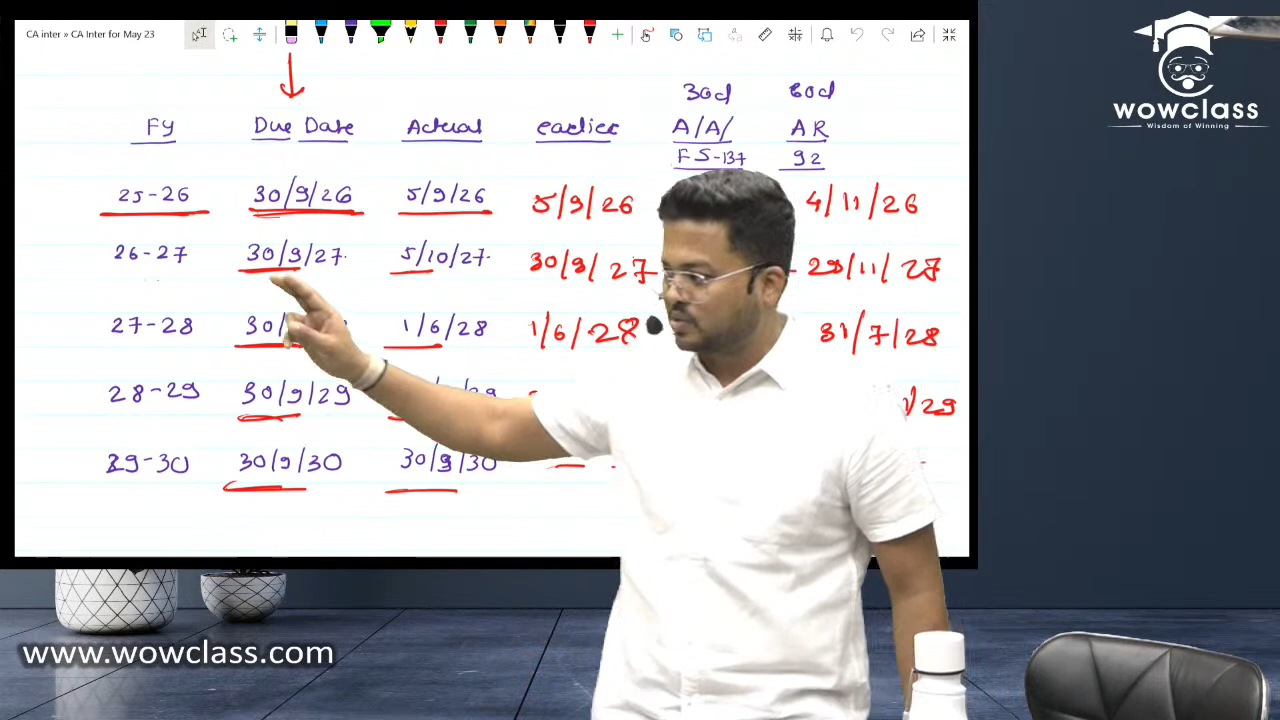 CA inter » CA Inter for May 23
wowclass
Wisdom of Winning
30d 60d
FY Due Date Actual earlier A/A/ AR
FS-137 92
25-26 30/9/26 5/9/26 5/9/26 4/11/26
26-27 30/9/27 5/10/27 30/9/27 29/11/27
27-28 30/ 1/6/28 1/6/28 31/7/28
28-29 30/9/29 /29
29-30 30/9/30 30/9/30
www.wowclass.com